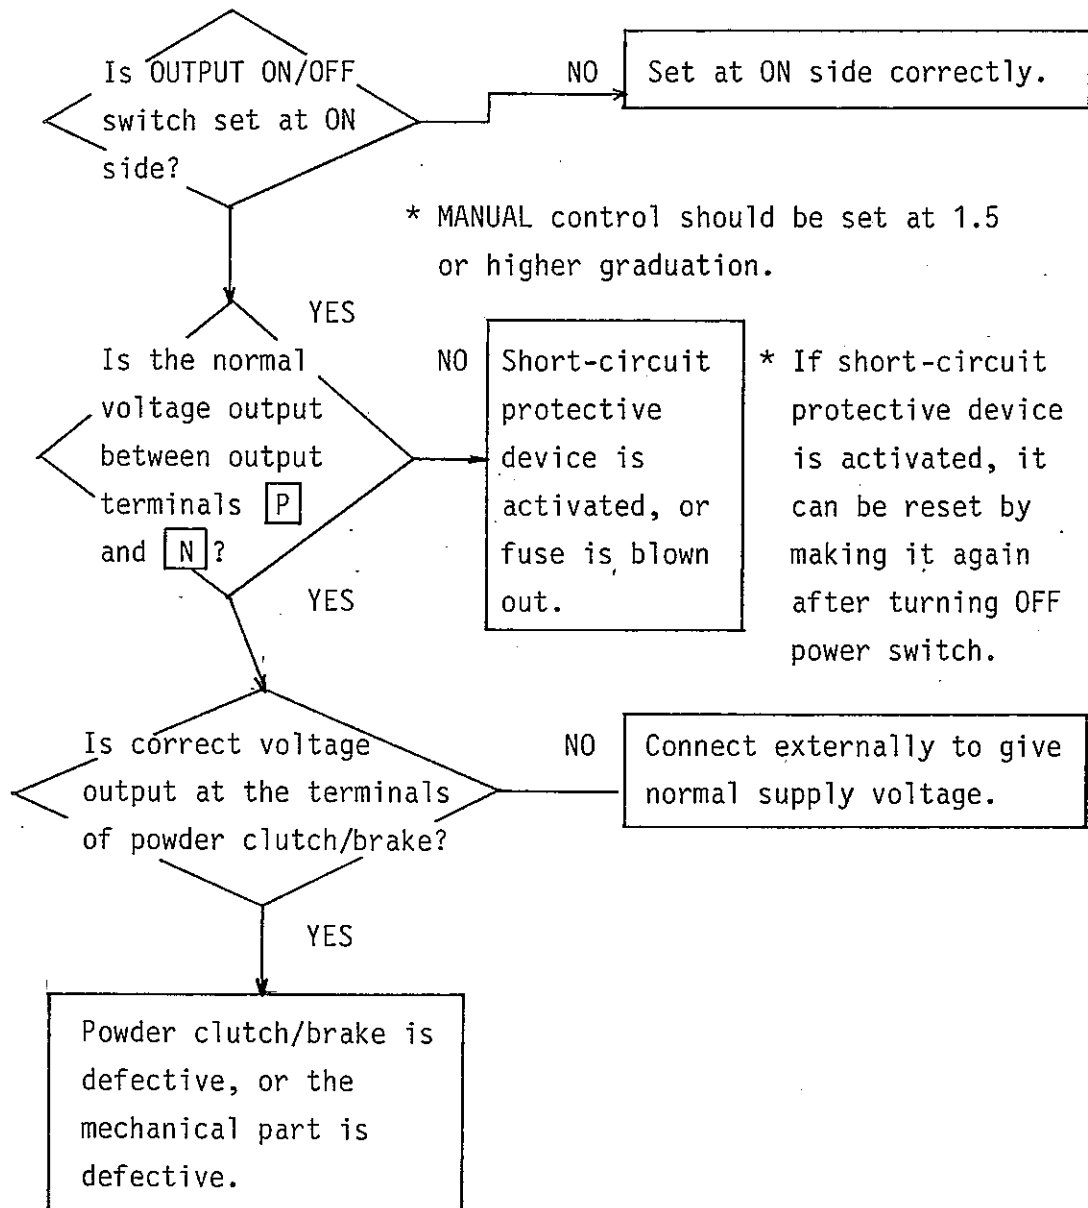 Is OUTPUT ON/OFF
switch set at ON
side?
NO
Set at ON side correctly.
* MANUAL control should be set at 1.5
or higher graduation.
YES
Is the normal
voltage output
between output
terminals P
and N ?
NO
Short-circuit
protective
device is
activated, or
fuse is blown
out.
* If short-circuit
protective device
is activated, it
can be reset by
making it again
after turning OFF
power switch.
YES
Is correct voltage
output at the terminals
of powder clutch/brake?
NO
Connect externally to give
normal supply voltage.
YES
Powder clutch/brake is
defective, or the
mechanical part is
defective.